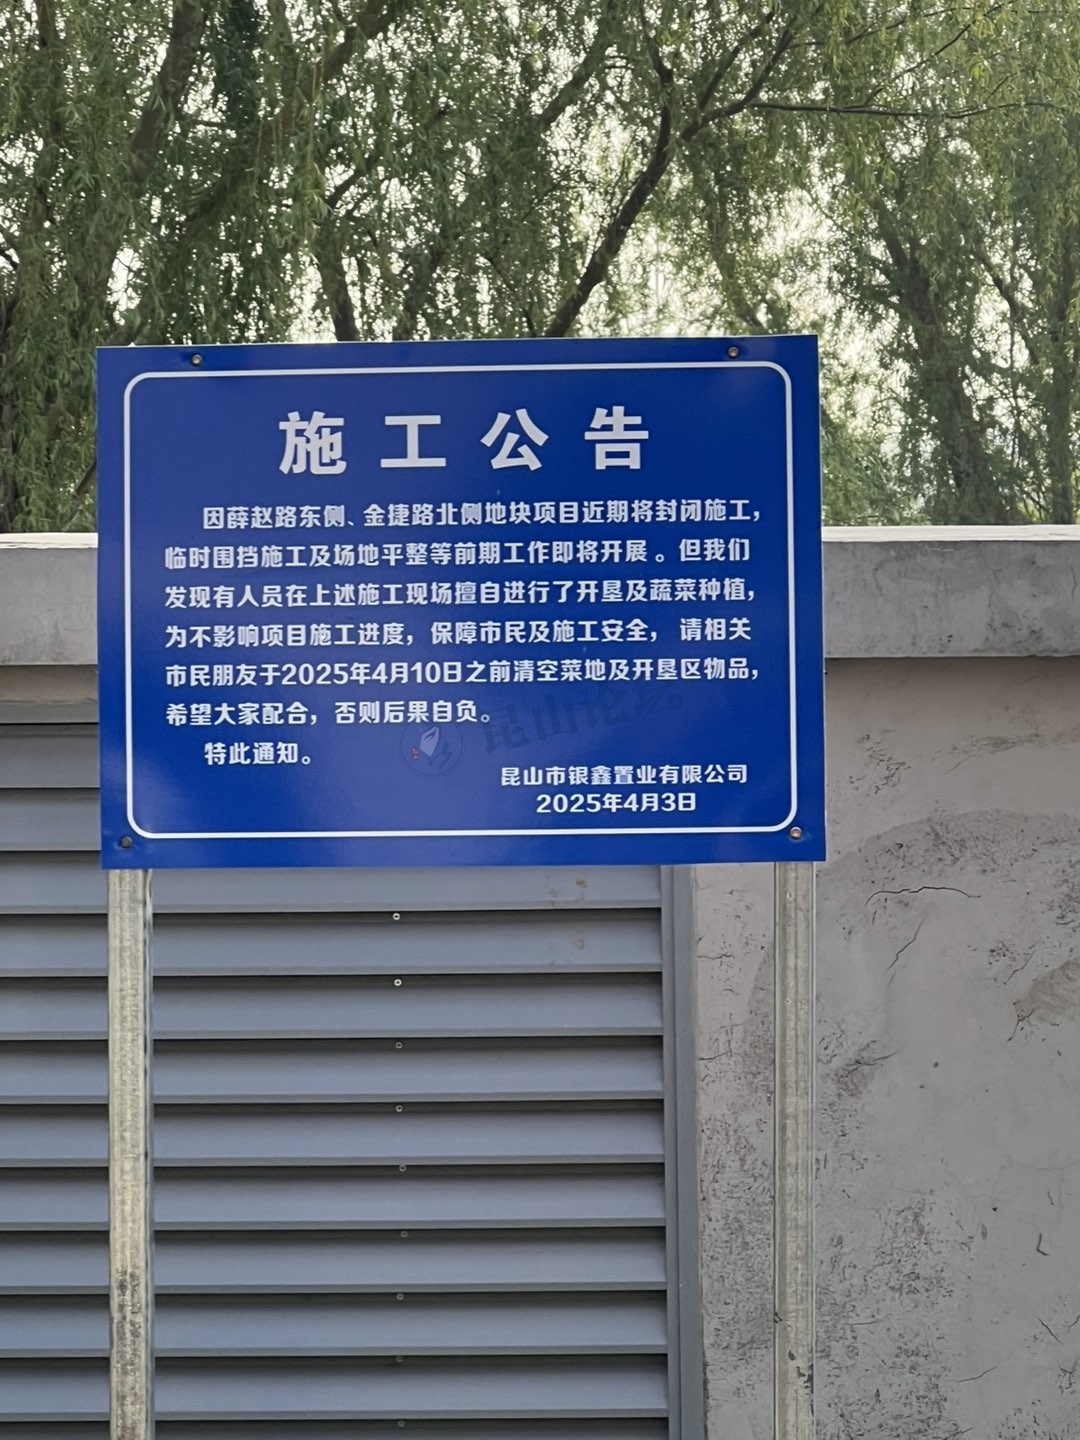 施工公告
因薛赵路东侧、金捷路北侧地块项目近期将封闭施工，
临时围挡施工及场地平整等前期工作即将开展。但我们
发现有人员在上述施工现场擅自进行了开垦及蔬菜种植，
为不影响项目施工进度，保障市民及施工安全，请相关
市民朋友于2025年4月10日之前清空菜地及开垦区物品，
希望大家配合，否则后果自负。
特此通知。
昆山论坛
昆山市银鑫置业有限公司
2025年4月3日